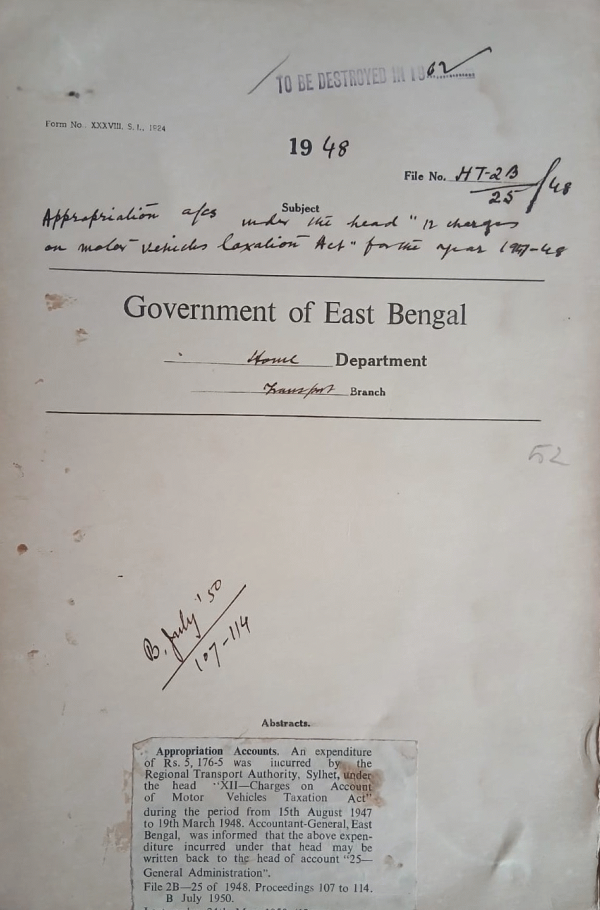 TO BE DESTROYED IN 1962
Form No. XXXVIII, S. I., 1924
1948
File No. HT-2B/25/48
Subject
Appropriation a/cs under the head "12 charges
on motor vehicles taxation Act" for the year 1947-48
Government of East Bengal
Home Department
Transport Branch
52
B, July '50
107-114
Abstracts.
Appropriation Accounts. An expenditure
of Rs. 5, 176-5 was incurred by the
Regional Transport Authority, Sylhet, under
the head "XII—Charges on Account
of Motor Vehicles Taxation Act"
during the period from 15th August 1947
to 19th March 1948. Accountant-General, East
Bengal, was informed that the above expen-
diture incurred under that head may be
written back to the head of account "25—
General Administration".
File 2B—25 of 1948. Proceedings 107 to 114.
B July 1950.